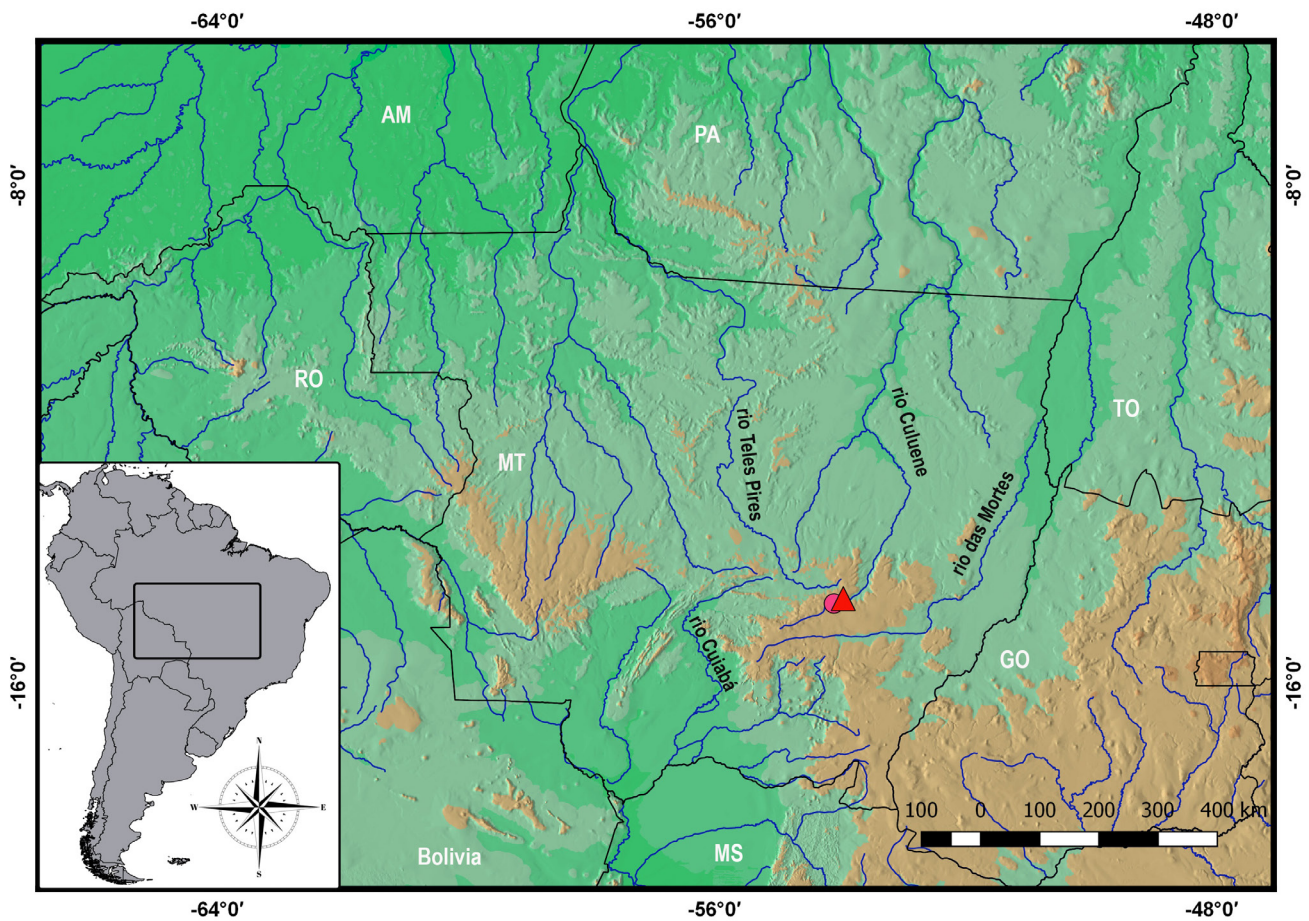 -64°0' -56°0' -48°0'
AM
PA
-8°0' -8°0'
RO
TO
MT
rio Teles Pires
rio Culuene
rio das Mortes
rio Cuiabá
GO
-16°0' -16°0'
N
W E
S
100 0 100 200 300 400 km
Bolivia
MS
-64°0' -56°0' -48°0'